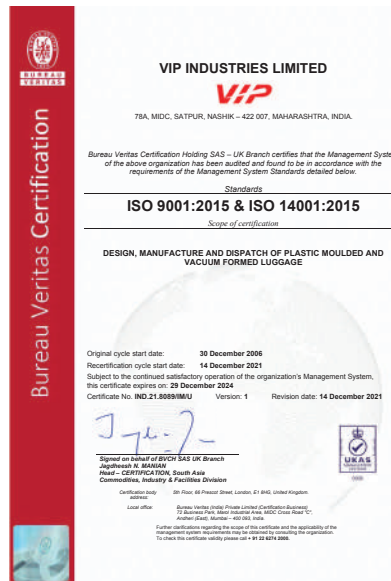 BUREAU
VERITAS
Bureau Veritas Certification
VIP INDUSTRIES LIMITED
VIP
78A, MIDC, SATPUR, NASHIK – 422 007, MAHARASHTRA, INDIA.
Bureau Veritas Certification Holding SAS – UK Branch certifies that the Management Syste
of the above organization has been audited and found to be in accordance with the
requirements of the Management System Standards detailed below.
Standards
ISO 9001:2015 & ISO 14001:2015
Scope of certification
DESIGN, MANUFACTURE AND DISPATCH OF PLASTIC MOULDED AND
VACUUM FORMED LUGGAGE
Original cycle start date: 30 December 2006
Recertification cycle start date: 14 December 2021
Subject to the continued satisfactory operation of the organization's Management System,
this certificate expires on: 29 December 2024
Certificate No. IND.21.8089/IM/U Version: 1 Revision date: 14 December 2021
Signed on behalf of BVCH SAS UK Branch
Jagdheesh N. MANIAN
Head – CERTIFICATION, South Asia
Commodities, Industry & Facilities Division
UKAS
Certification body
address: 5th Floor, 66 Prescot Street, London, E1 8HG, United Kingdom.
Local office: Bureau Veritas (India) Private Limited (Certification Business)
72 Business Park, Marol Industrial Area, MIDC Cross Road "C",
Andheri (East), Mumbai – 400 093, India.
Further clarifications regarding the scope of this certificate and the applicability of the
management system requirements may be obtained by consulting the organization.
To check this certificate validity please call + 91 22 6274 2000.